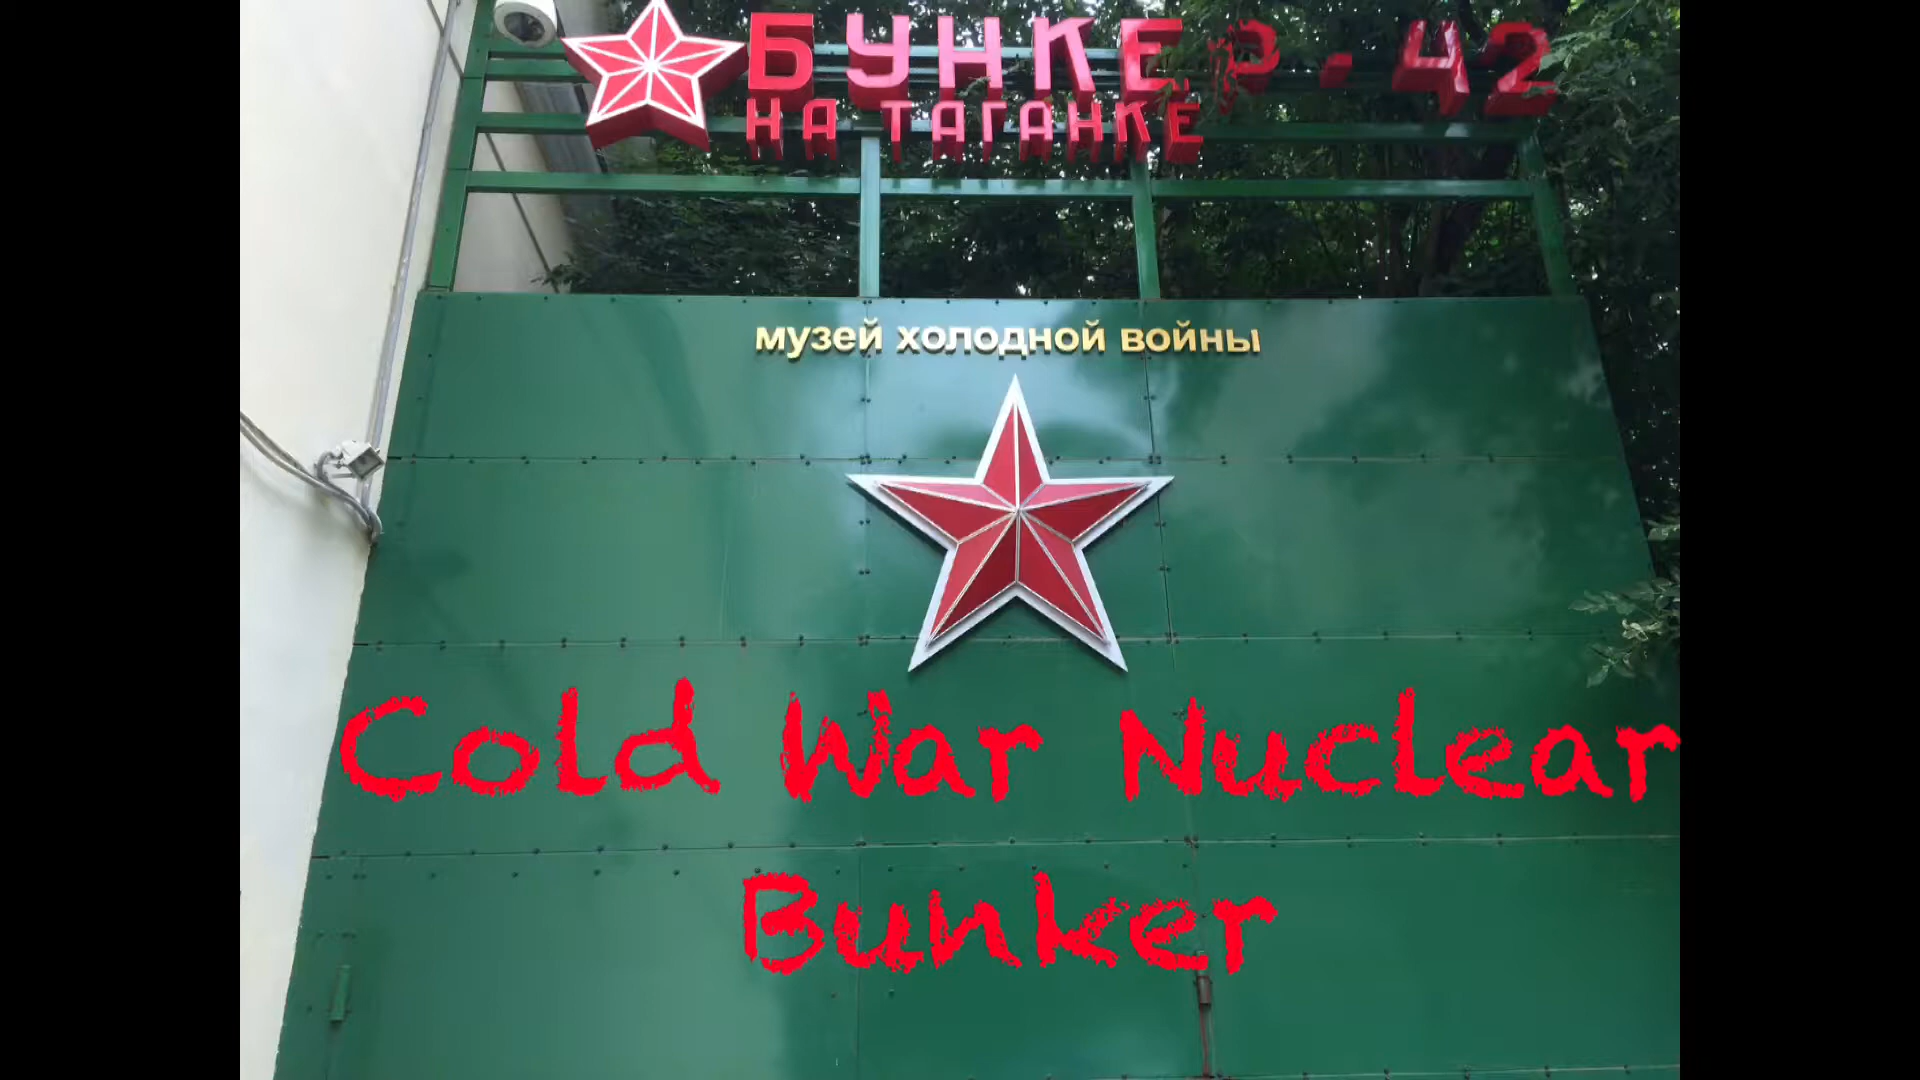 БУНКЕР-42
НА ТАГАНКЕ
музей холодной войны
Cold War Nuclear
Bunker